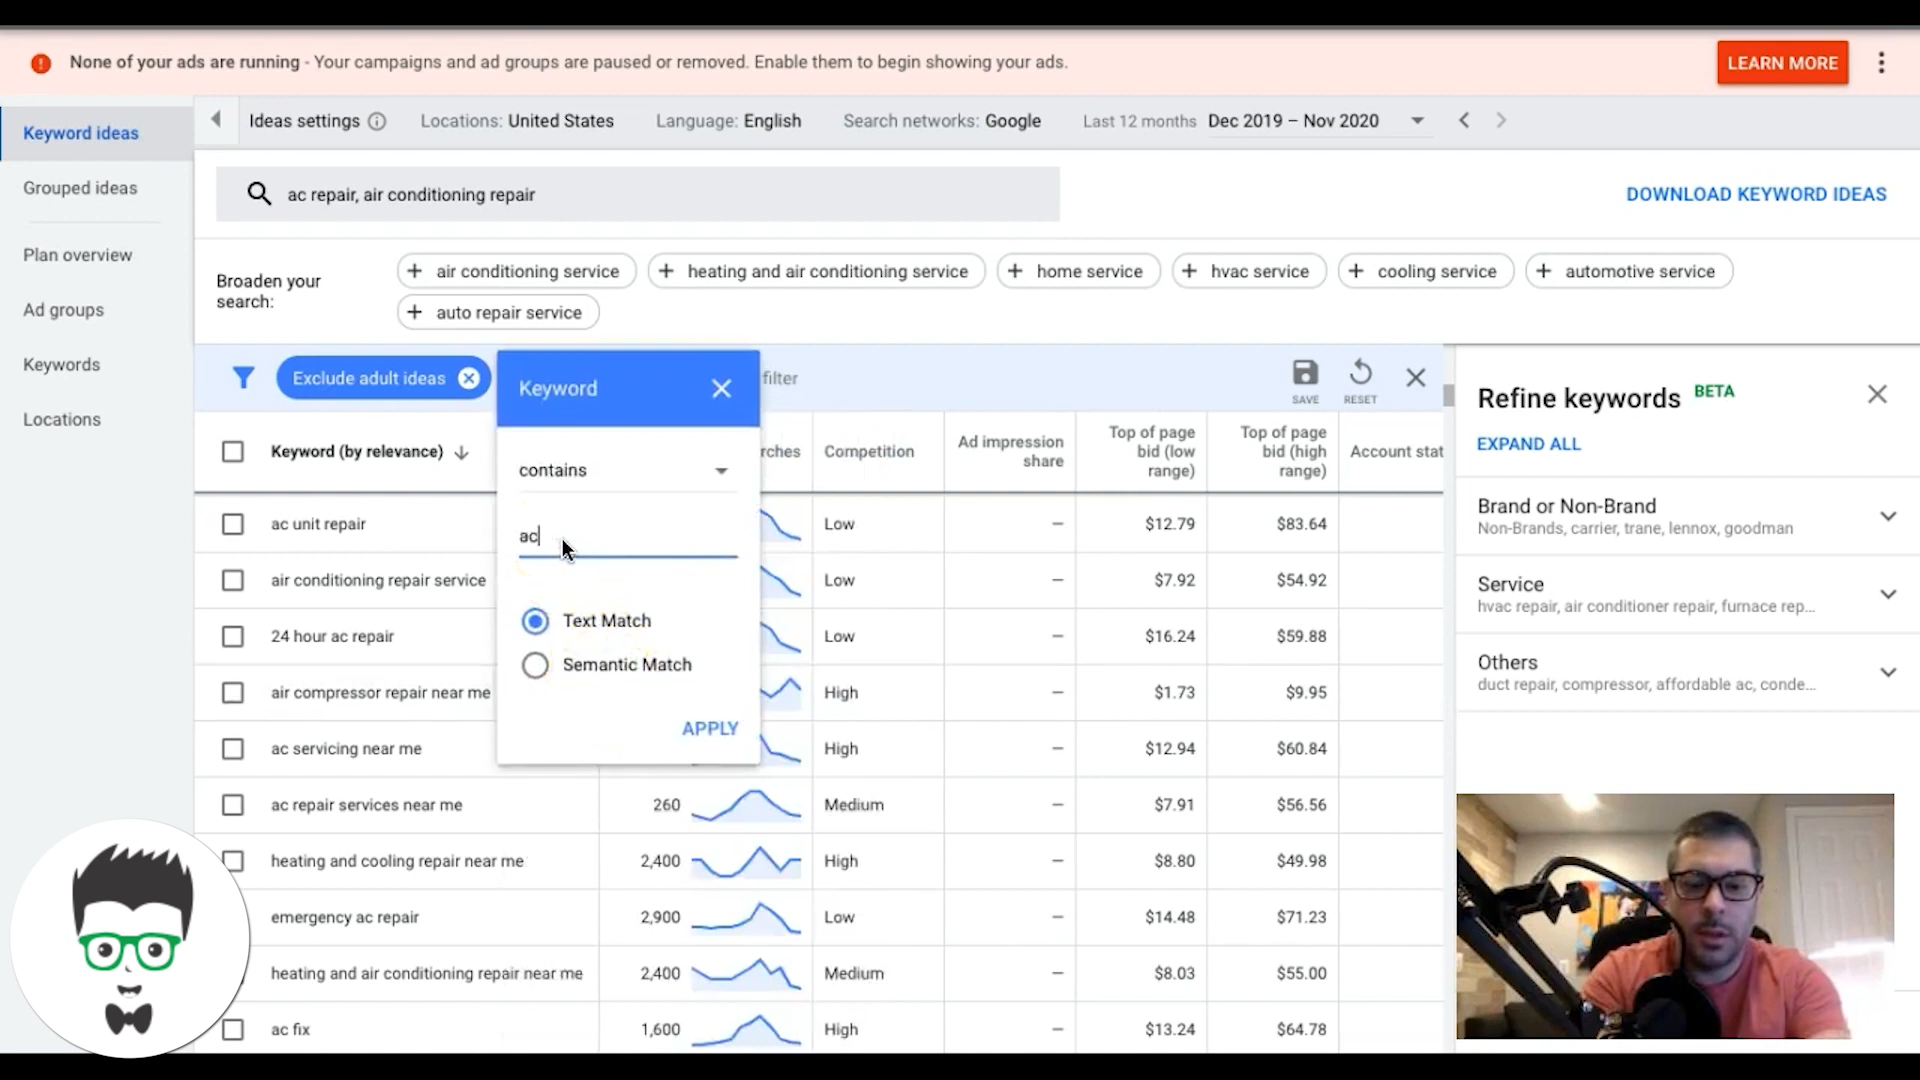 None of your ads are running - Your campaigns and ad groups are paused or removed. Enable them to begin showing your ads.
LEARN MORE
Keyword ideas
Grouped ideas
Plan overview
Ad groups
Keywords
Locations
Ideas settings
Locations: United States
Language: English
Search networks: Google
Last 12 months Dec 2019 – Nov 2020
ac repair, air conditioning repair
DOWNLOAD KEYWORD IDEAS
Broaden your
search:
+ air conditioning service
+ heating and air conditioning service
+ home service
+ hvac service
+ cooling service
+ automotive service
+ auto repair service
Exclude adult ideas
filter
SAVE
RESET
Keyword
contains
ac
Text Match
Semantic Match
APPLY
Keyword (by relevance)
rches
Competition
Ad impression
share
Top of page
bid (low
range)
Top of page
bid (high
range)
Account stat
ac unit repair Low – $12.79 $83.64
air conditioning repair service Low – $7.92 $54.92
24 hour ac repair Low – $16.24 $59.88
air compressor repair near me High – $1.73 $9.95
ac servicing near me High – $12.94 $60.84
ac repair services near me 260 Medium – $7.91 $56.56
heating and cooling repair near me 2,400 High – $8.80 $49.98
emergency ac repair 2,900 Low – $14.48 $71.23
heating and air conditioning repair near me 2,400 Medium – $8.03 $55.00
ac fix 1,600 High – $13.24 $64.78
Refine keywords BETA
EXPAND ALL
Brand or Non-Brand
Non-Brands, carrier, trane, lennox, goodman
Service
hvac repair, air conditioner repair, furnace rep...
Others
duct repair, compressor, affordable ac, conde...